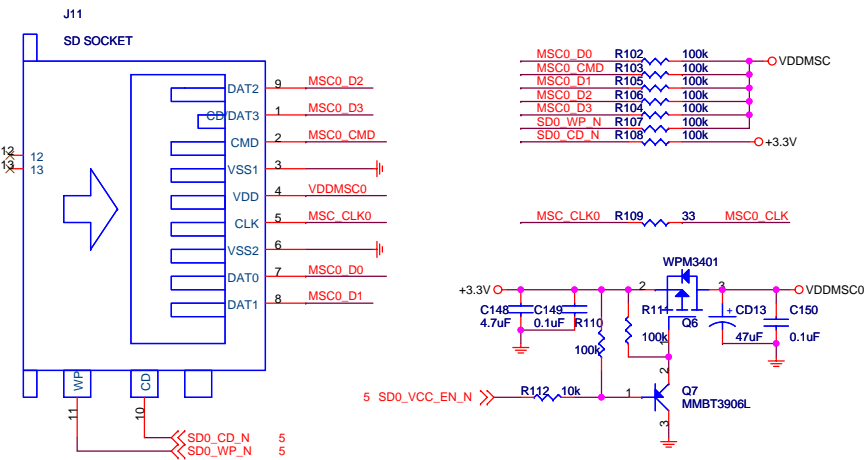 J11
SD SOCKET
DAT2 9 MSC0_D2
CD/DAT3 1 MSC0_D3
CMD 2 MSC0_CMD
VSS1 3
VDD 4 VDDMSC0
CLK 5 MSC_CLK0
VSS2 6
DAT0 7 MSC0_D0
DAT1 8 MSC0_D1
12 12
13 13
WP CD
11 10
SD0_CD_N 5
SD0_WP_N 5
MSC0_D0 R102 100k
MSC0_CMD R103 100k
MSC0_D1 R105 100k
MSC0_D2 R106 100k
MSC0_D3 R104 100k
SD0_WP_N R107 100k
SD0_CD_N R108 100k
VDDMSC
+3.3V
MSC_CLK0 R109 33 MSC0_CLK
WPM3401
+3.3V 2 3 VDDMSC0
C148 4.7uF
C149 0.1uF
R110 100k
R111 100k
1
Q6
+ CD13 47uF
C150 0.1uF
5 SD0_VCC_EN_N R112 10k 1
2
Q7
MMBT3906L
3